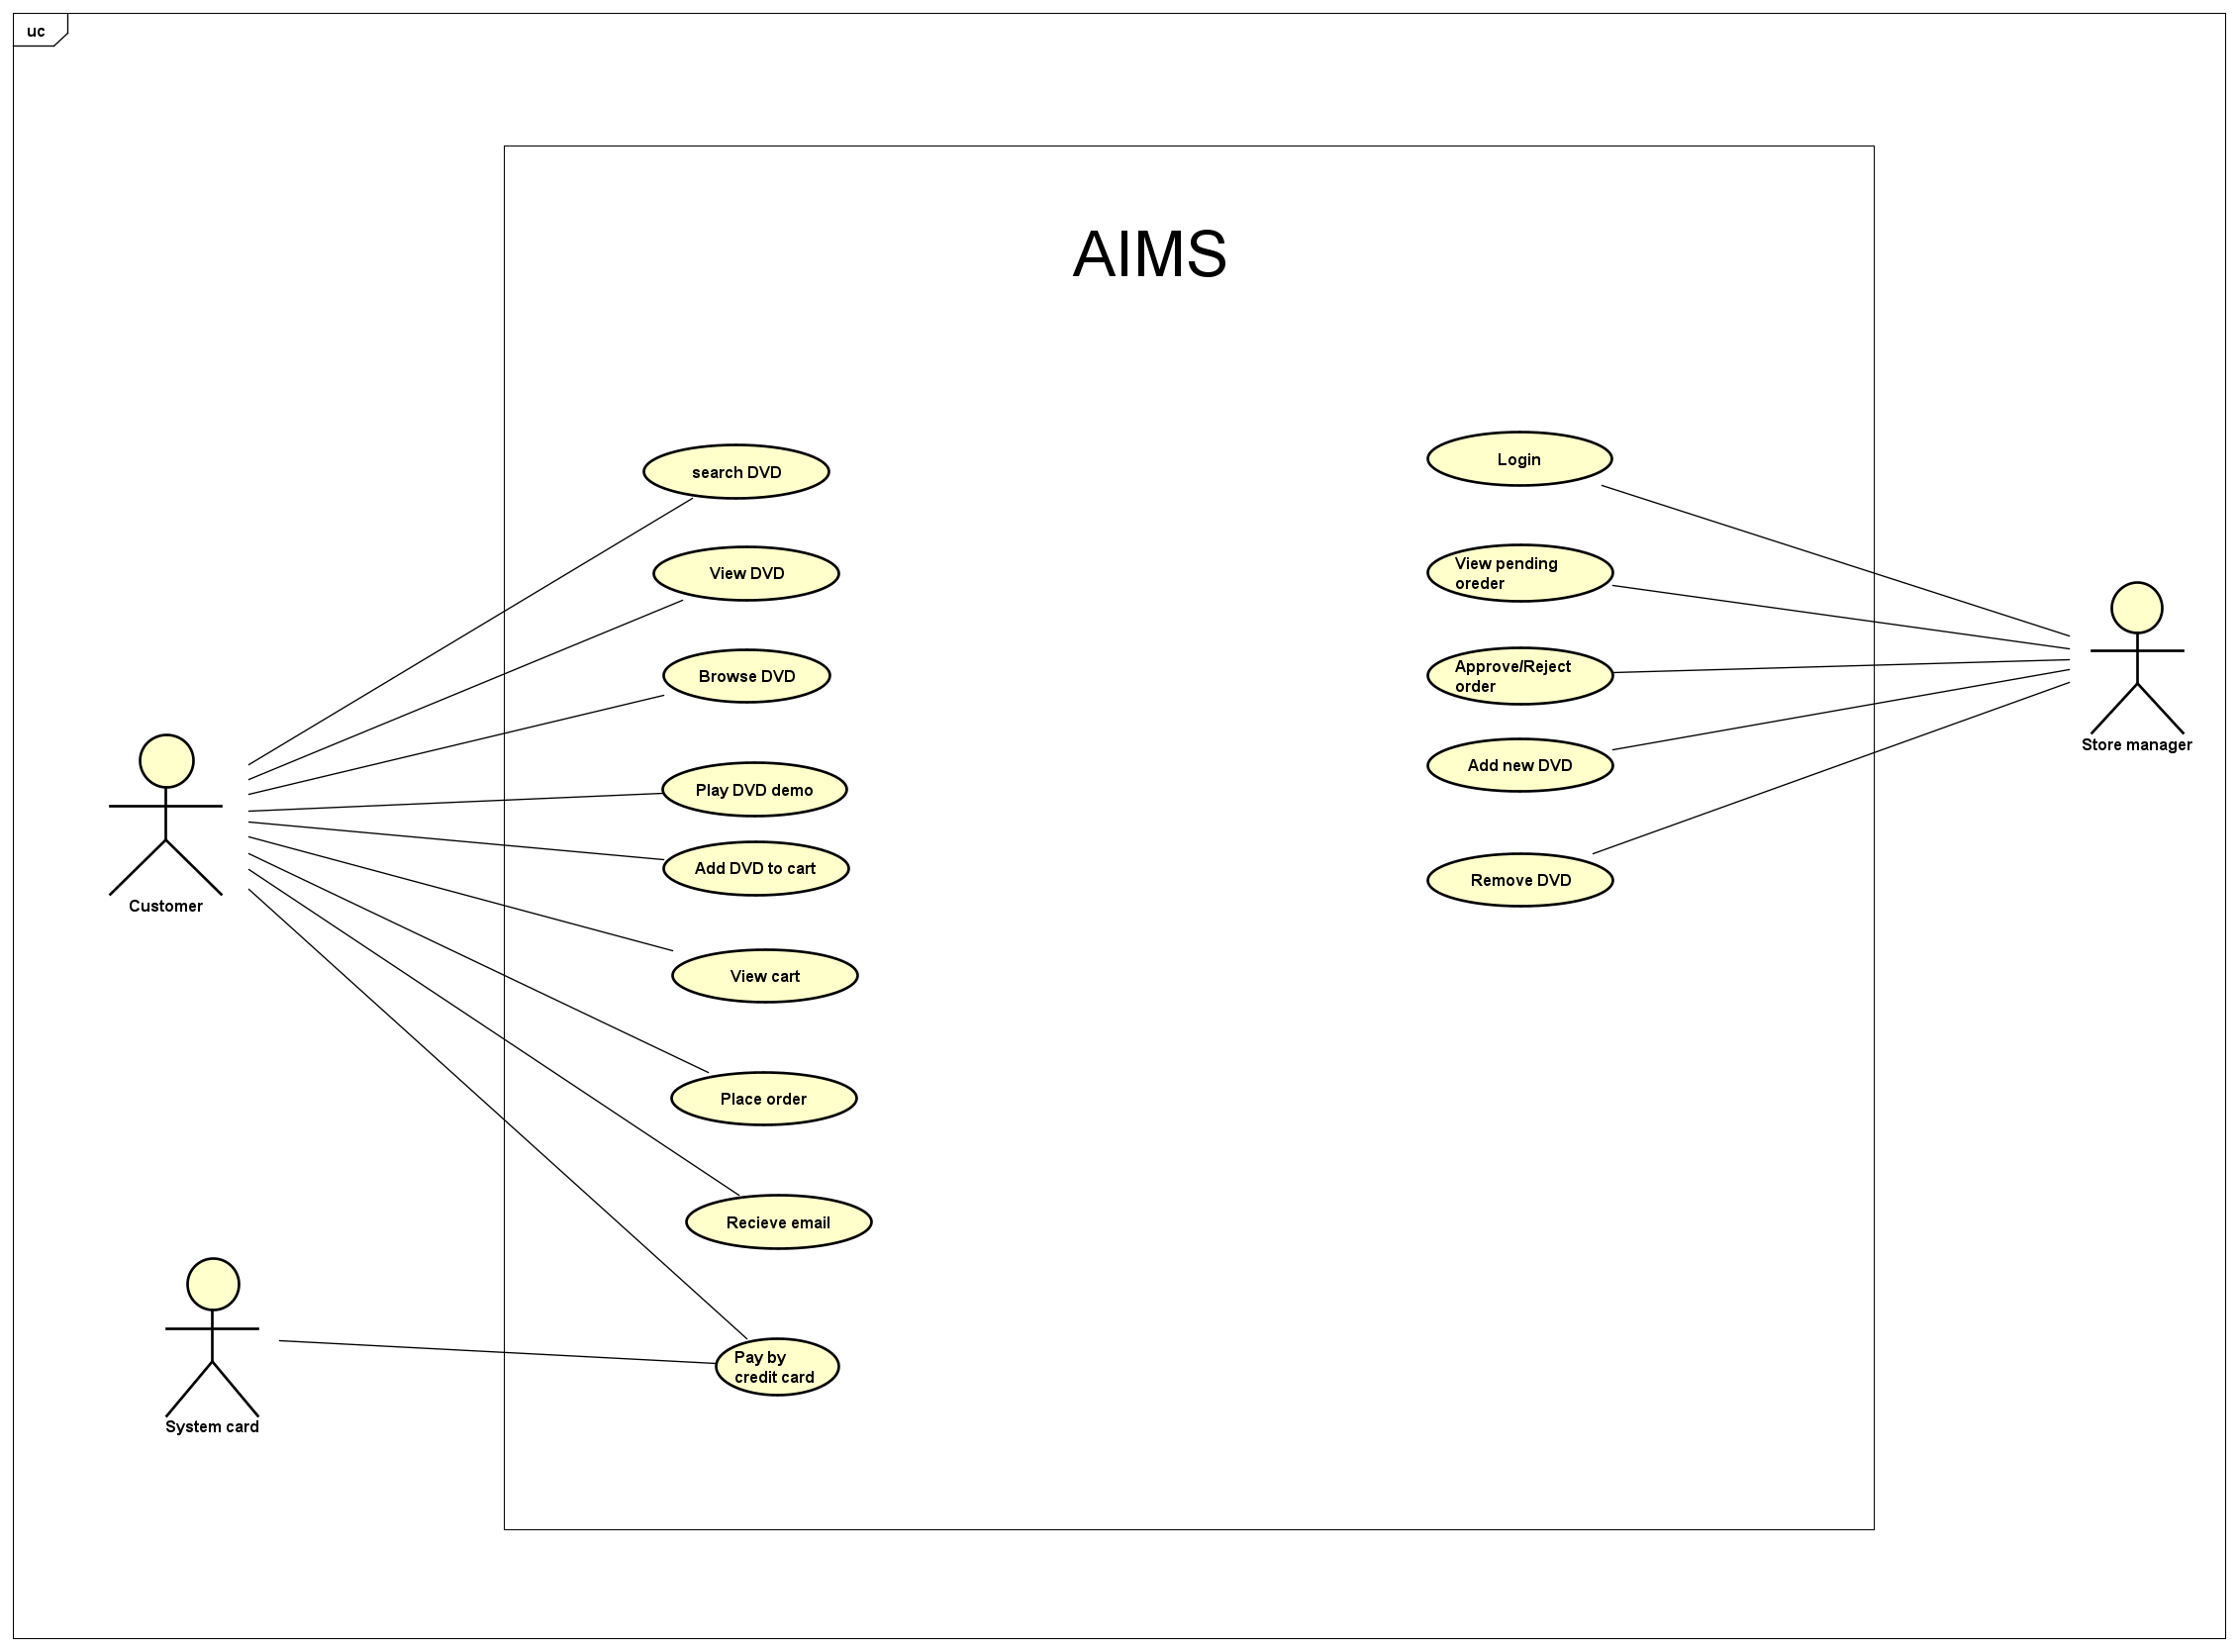 uc
AIMS
search DVD
View DVD
Browse DVD
Play DVD demo
Add DVD to cart
View cart
Place order
Recieve email
Pay by
credit card
Login
View pending
oreder
Approve/Reject
order
Add new DVD
Remove DVD
Customer
System card
Store manager